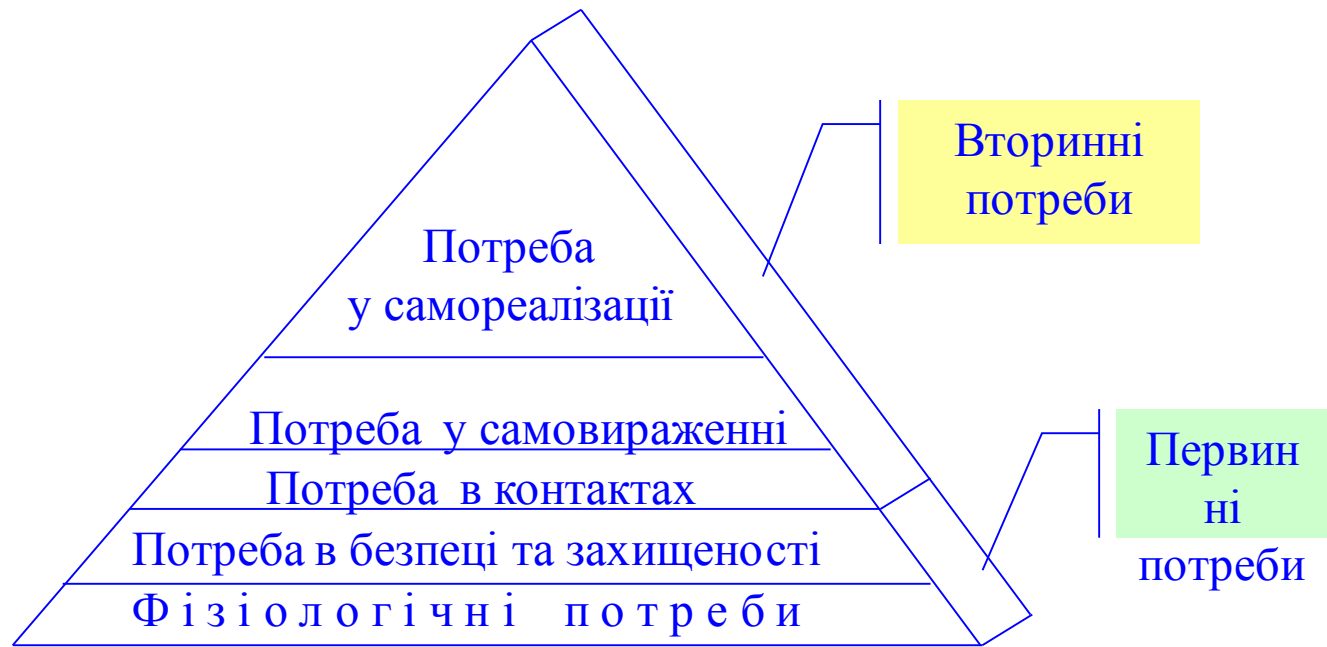 Вторинні
потреби
Потреба
у самореалізації
Потреба у самовираженні
Потреба в контактах
Потреба в безпеці та захищеності
Ф і з і о л о г і ч н і п о т р е б и
Первин
ні
потреби